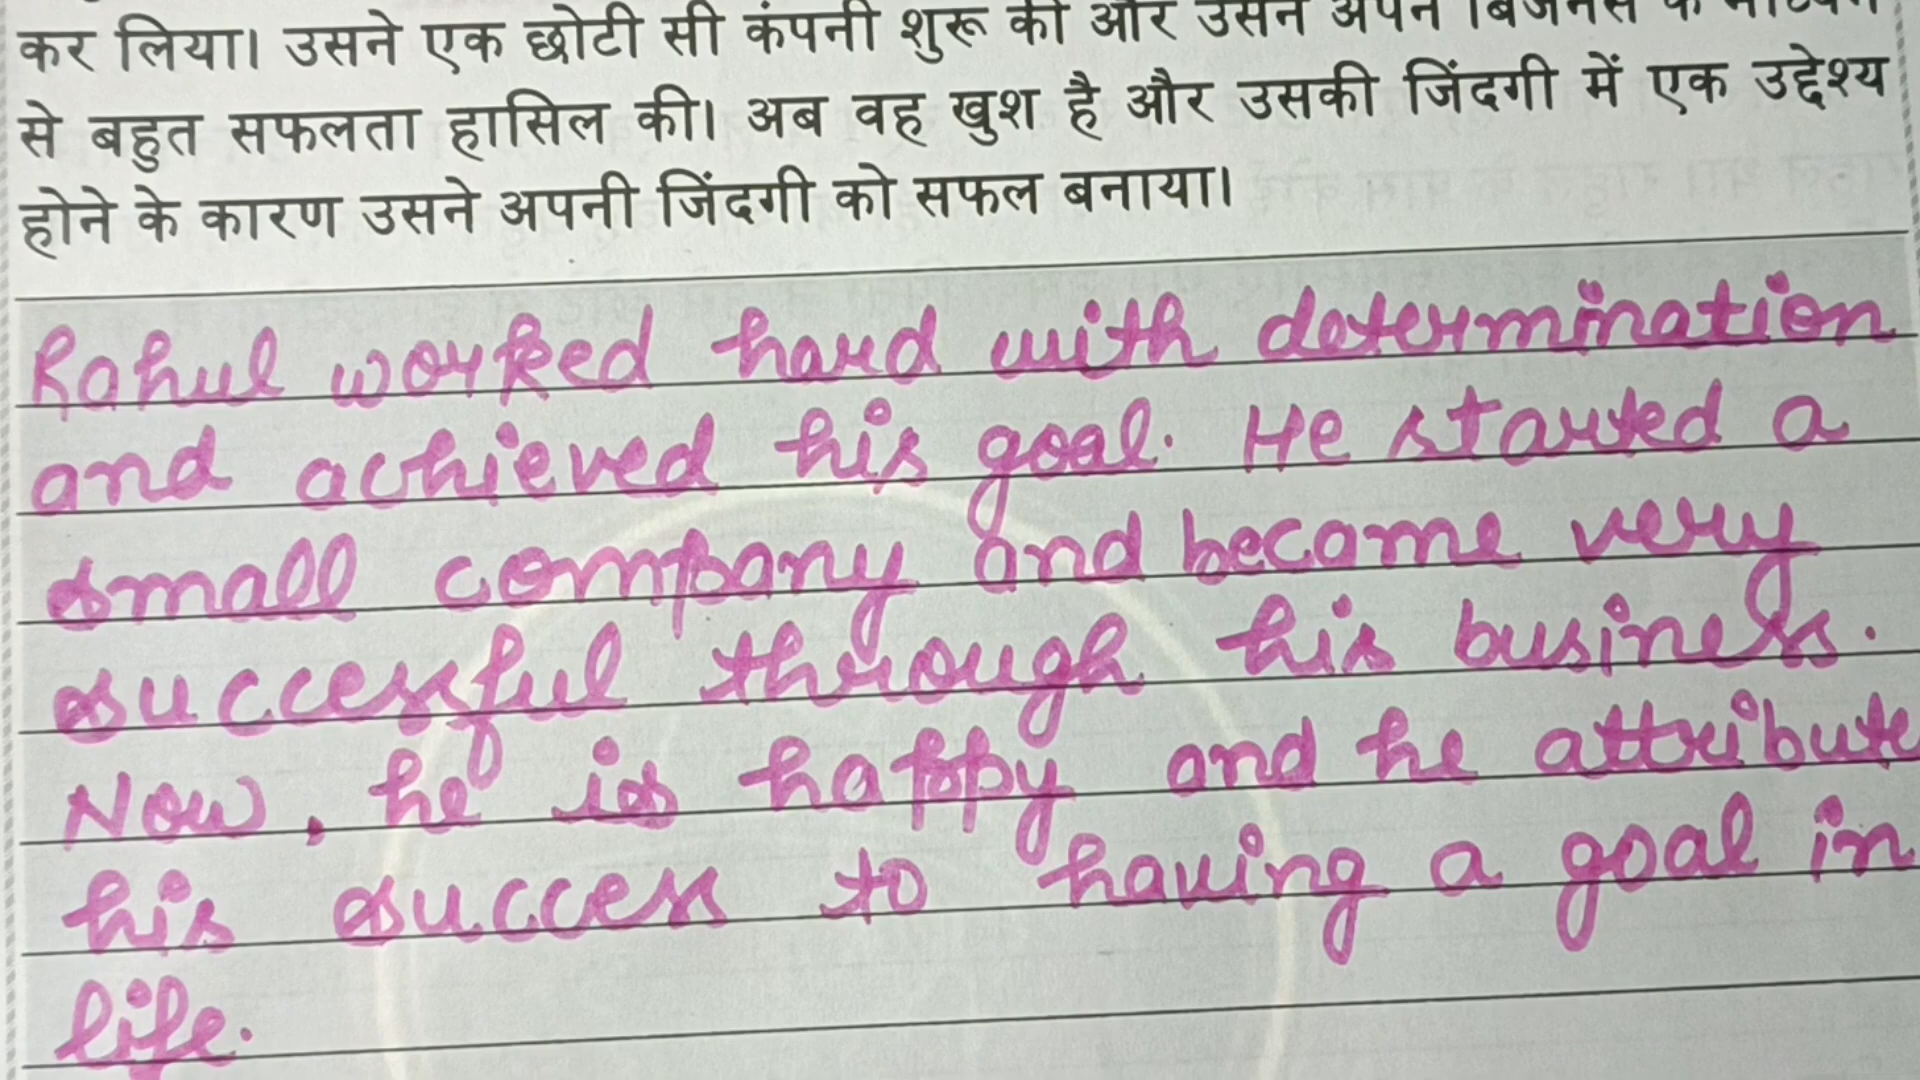 कर लिया। उसने एक छोटी सी कंपनी शुरू की और उसने अपने बिजनेस के माध्यम
से बहुत सफलता हासिल की। अब वह खुश है और उसकी जिंदगी में एक उद्देश्य
होने के कारण उसने अपनी जिंदगी को सफल बनाया।
Rahul worked hard with determination
and achieved his goal. He started a
small company and became very
successful through his business.
Now, he is happy and he attribute
his success to having a goal in
life.